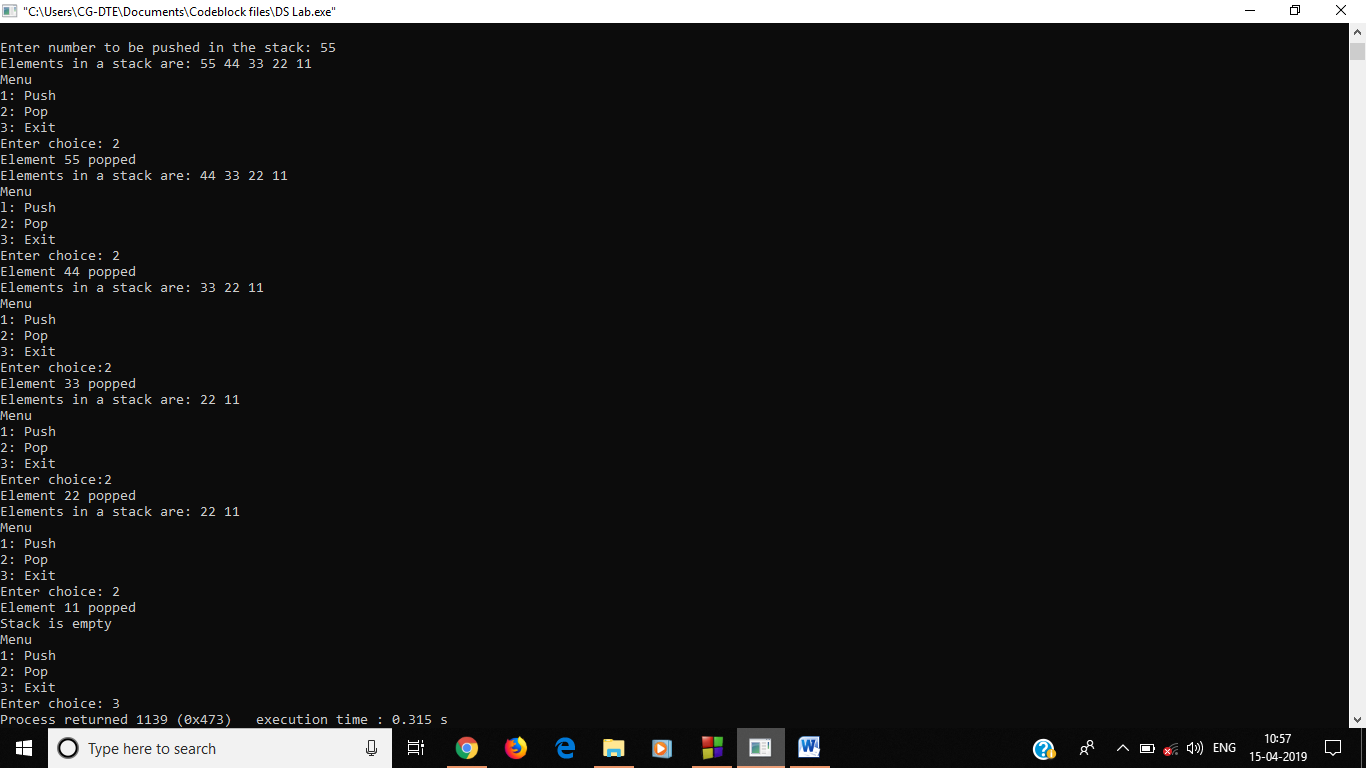 "C:\Users\CG-DTE\Documents\Codeblock files\DS Lab.exe"
Enter number to be pushed in the stack: 55
Elements in a stack are: 55 44 33 22 11
Menu
1: Push
2: Pop
3: Exit
Enter choice: 2
Element 55 popped
Elements in a stack are: 44 33 22 11
Menu
l: Push
2: Pop
3: Exit
Enter choice: 2
Element 44 popped
Elements in a stack are: 33 22 11
Menu
1: Push
2: Pop
3: Exit
Enter choice:2
Element 33 popped
Elements in a stack are: 22 11
Menu
1: Push
2: Pop
3: Exit
Enter choice:2
Element 22 popped
Elements in a stack are: 22 11
Menu
1: Push
2: Pop
3: Exit
Enter choice: 2
Element 11 popped
Stack is empty
Menu
1: Push
2: Pop
3: Exit
Enter choice: 3
Process returned 1139 (0x473)   execution time : 0.315 s
Type here to search
ENG
10:57
15-04-2019